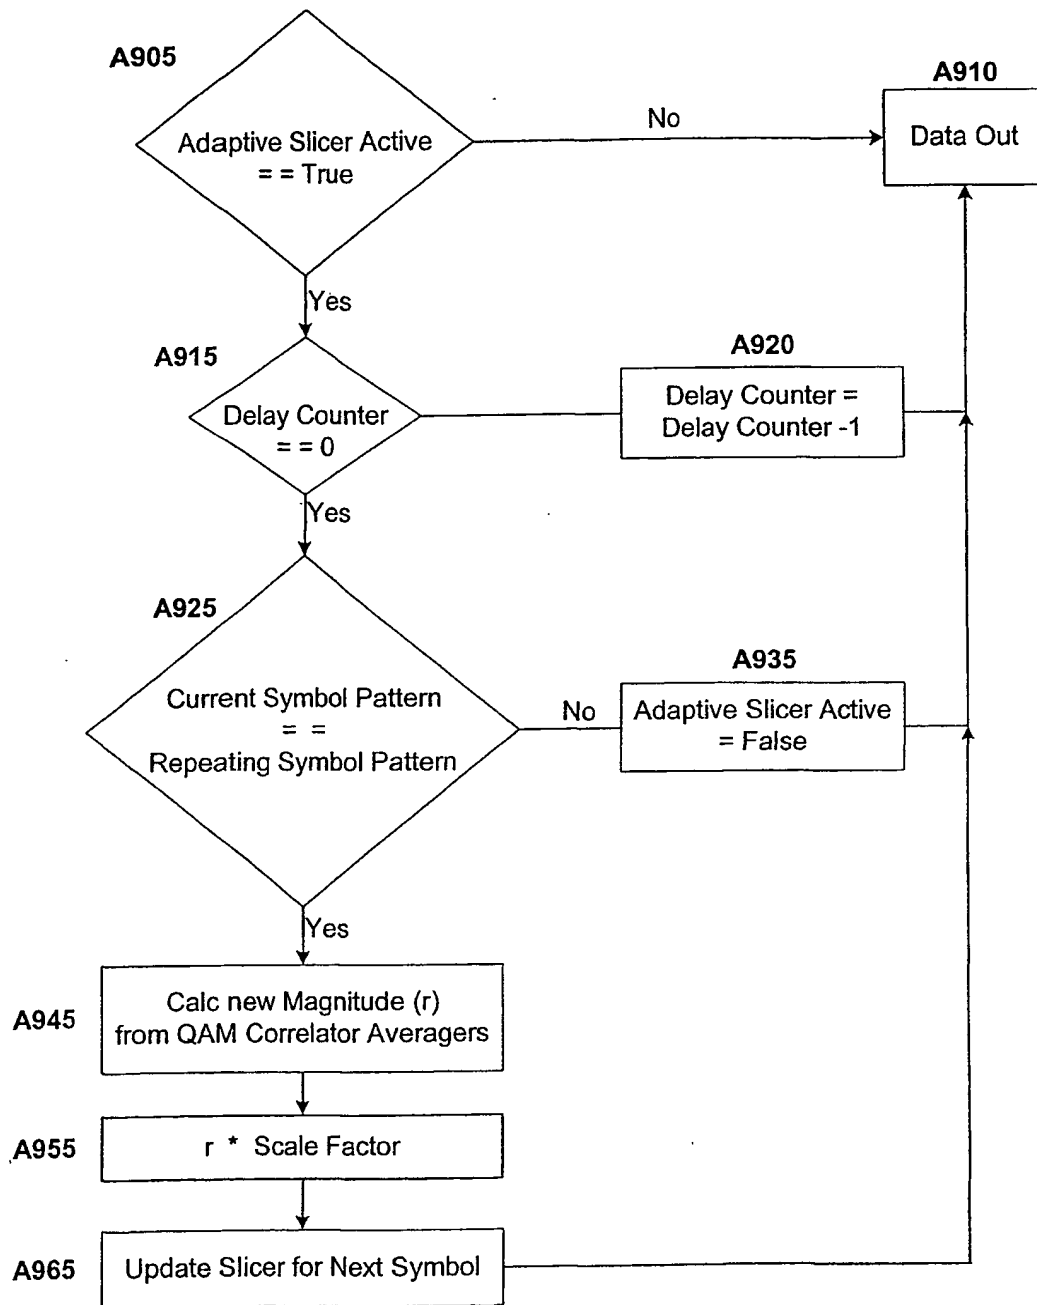 A905
Adaptive Slicer Active
= = True
No
A910
Data Out
Yes
A915
Delay Counter
= = 0
A920
Delay Counter =
Delay Counter -1
Yes
A925
Current Symbol Pattern
= =
Repeating Symbol Pattern
No
A935
Adaptive Slicer Active
= False
Yes
A945
Calc new Magnitude (r)
from QAM Correlator Averagers
A955
r * Scale Factor
A965
Update Slicer for Next Symbol